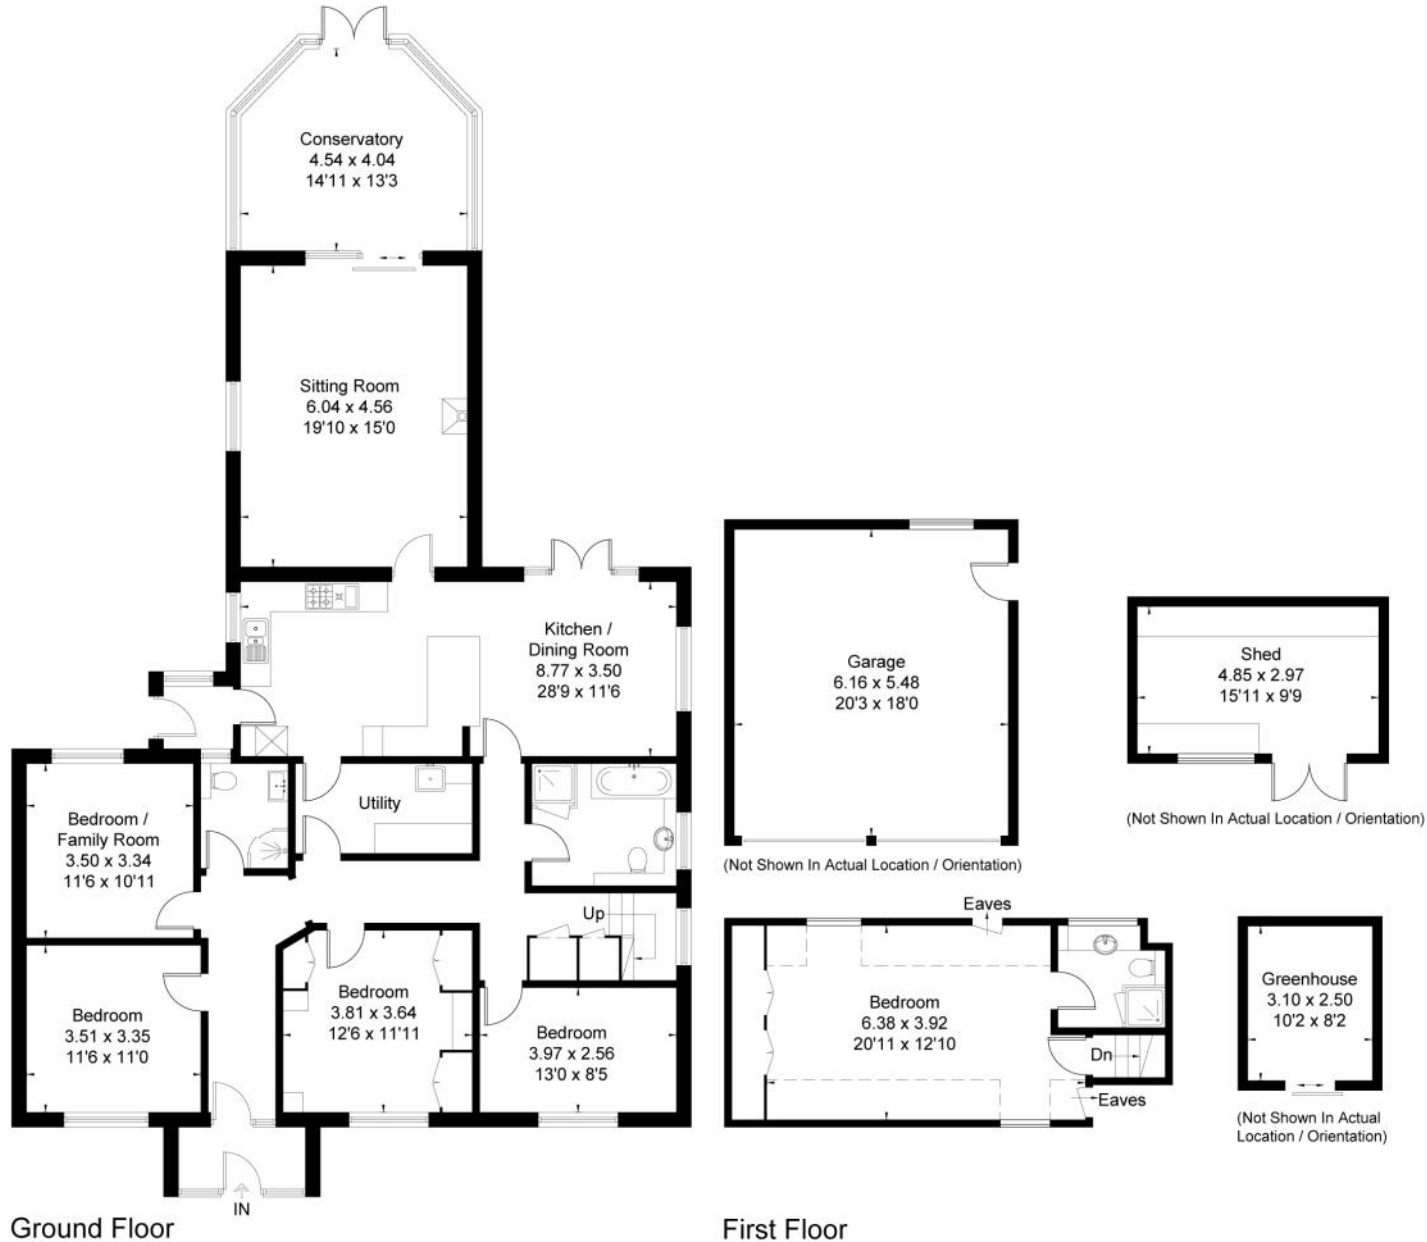 Conservatory
4.54 x 4.04
14'11 x 13'3
Sitting Room
6.04 x 4.56
19'10 x 15'0
Kitchen /
Dining Room
8.77 x 3.50
28'9 x 11'6
Utility
Bedroom /
Family Room
3.50 x 3.34
11'6 x 10'11
Up
Bedroom
3.51 x 3.35
11'6 x 11'0
Bedroom
3.81 x 3.64
12'6 x 11'11
Bedroom
3.97 x 2.56
13'0 x 8'5
IN
Ground Floor
Garage
6.16 x 5.48
20'3 x 18'0
(Not Shown In Actual Location / Orientation)
Shed
4.85 x 2.97
15'11 x 9'9
(Not Shown In Actual Location / Orientation)
Eaves
Bedroom
6.38 x 3.92
20'11 x 12'10
Dn
Eaves
First Floor
Greenhouse
3.10 x 2.50
10'2 x 8'2
(Not Shown In Actual
Location / Orientation)